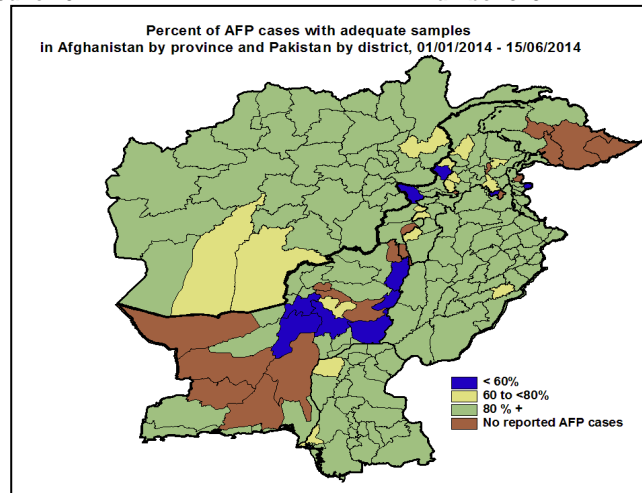 Percent of AFP cases with adequate samples
in Afghanistan by province and Pakistan by district, 01/01/2014 - 15/06/2014
< 60%
60 to <80%
80 % +
No reported AFP cases